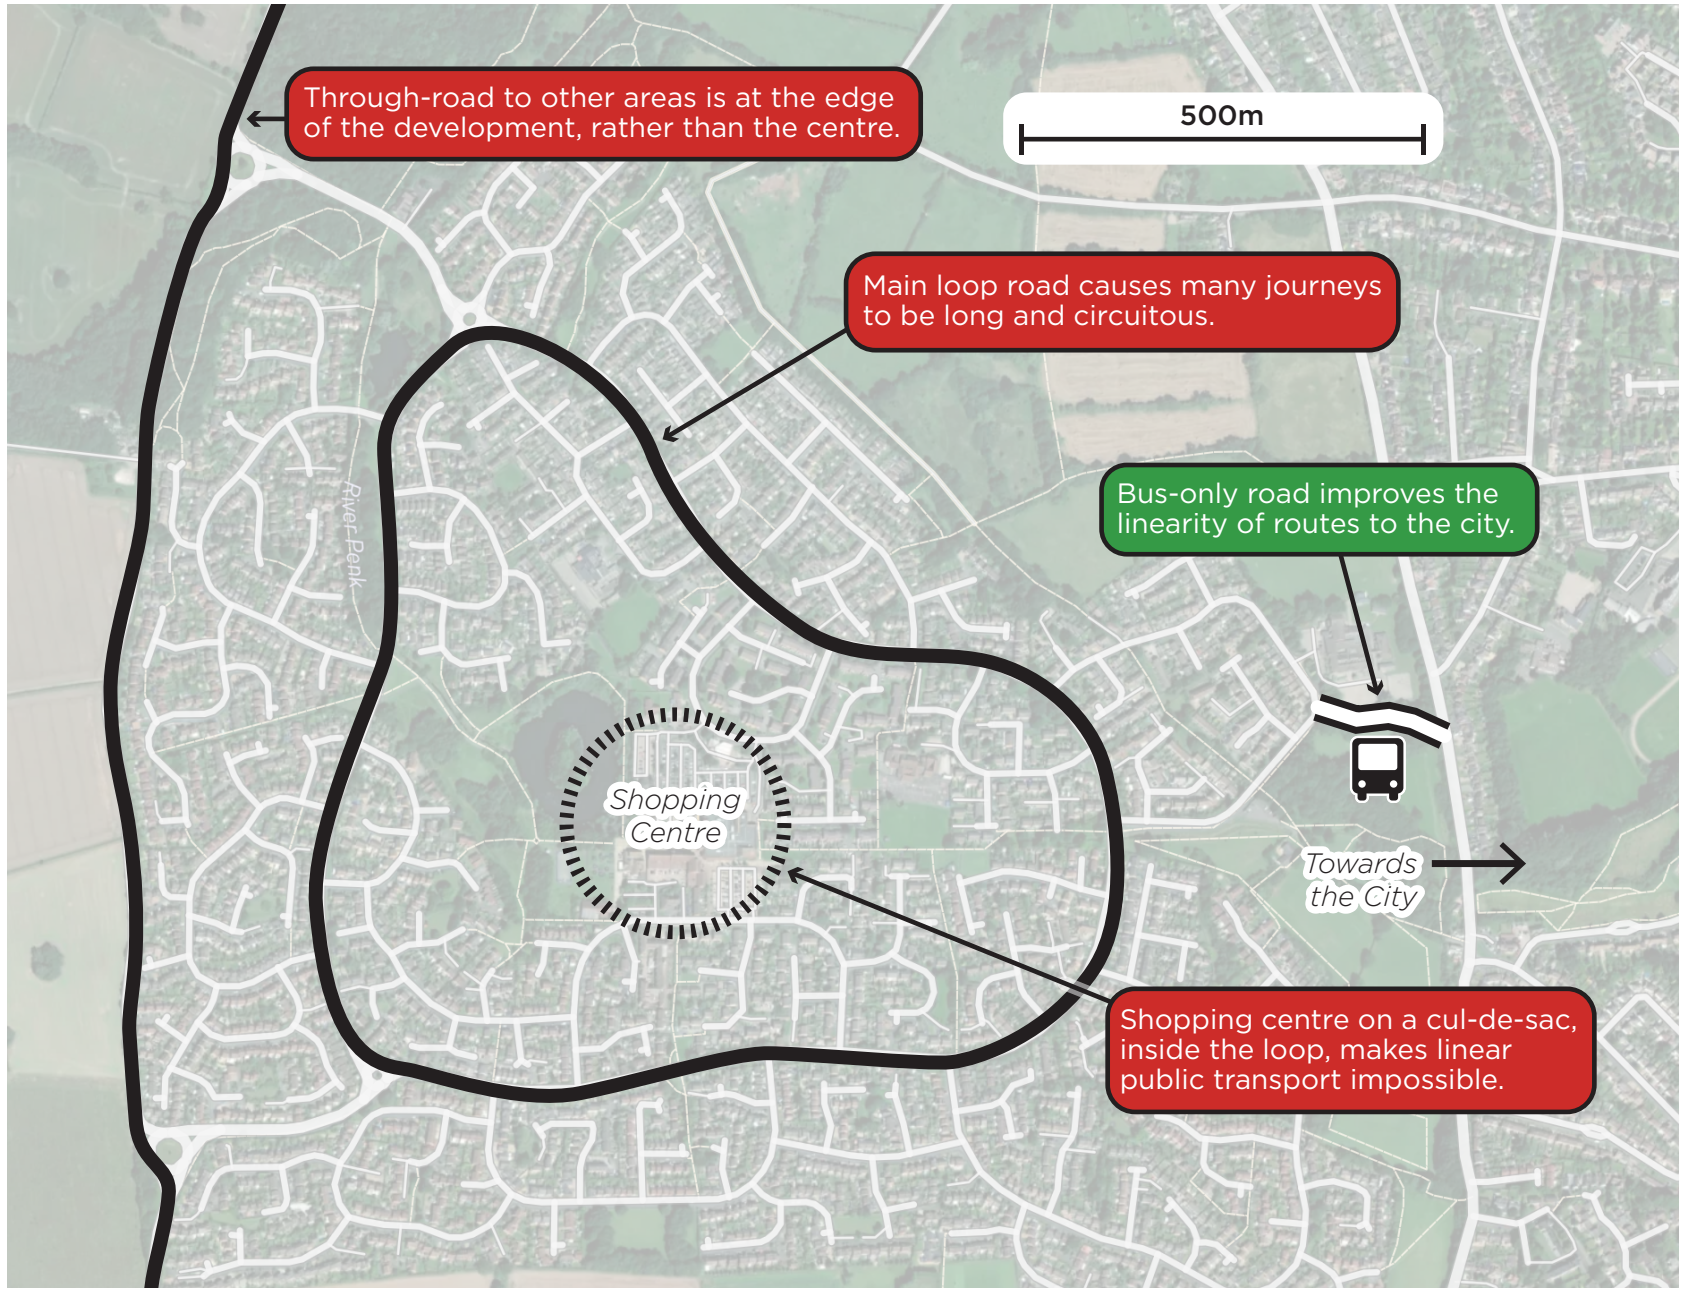 Through-road to other areas is at the edge
of the development, rather than the centre.
500m
Main loop road causes many journeys
to be long and circuitous.
Bus-only road improves the
linearity of routes to the city.
River Penk
Shopping
Centre
Towards
the City
Shopping centre on a cul-de-sac,
inside the loop, makes linear
public transport impossible.